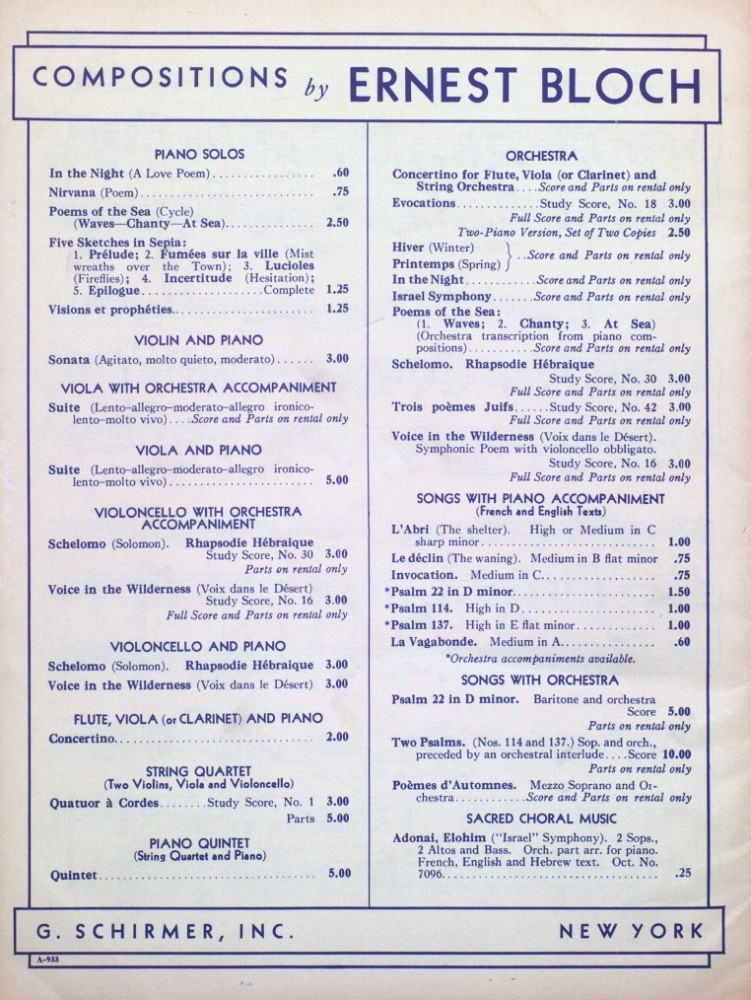 COMPOSITIONS by ERNEST BLOCH
PIANO SOLOS
In the Night (A Love Poem).............. .60
Nirvana (Poem)......................... .75
Poems of the Sea (Cycle)
(Waves—Chanty—At Sea)............ 2.50
Five Sketches in Sepia:
1. Prélude; 2. Fumées sur la ville (Mist
wreaths over the Town); 3. Lucioles
(Fireflies); 4. Incertitude (Hesitation);
5. Epilogue....................Complete 1.25
Visions et prophéties.................... 1.25
VIOLIN AND PIANO
Sonata (Agitato, molto quieto, moderato)...... 3.00
VIOLA WITH ORCHESTRA ACCOMPANIMENT
Suite (Lento-allegro-moderato-allegro ironico-
lento-molto vivo)....Score and Parts on rental only
VIOLA AND PIANO
Suite (Lento-allegro-moderato-allegro ironico-
lento-molto vivo)....................... 5.00
VIOLONCELLO WITH ORCHESTRA
ACCOMPANIMENT
Schelomo (Solomon). Rhapsodie Hébraique
Study Score, No. 30 3.00
Parts on rental only
Voice in the Wilderness (Voix dans le Désert)
Study Score, No. 16 3.00
Full Score and Parts on rental only
VIOLONCELLO AND PIANO
Schelomo (Solomon). Rhapsodie Hébraique 3.00
Voice in the Wilderness (Voix dans le Désert) 3.00
FLUTE, VIOLA (or CLARINET) AND PIANO
Concertino.............................. 2.00
STRING QUARTET
(Two Violins, Viola and Violoncello)
Quatuor à Cordes........Study Score, No. 1 3.00
Parts 5.00
PIANO QUINTET
(String Quartet and Piano)
Quintet................................. 5.00
ORCHESTRA
Concertino for Flute, Viola (or Clarinet) and
String Orchestra....Score and Parts on rental only
Evocations..............Study Score, No. 18 3.00
Full Score and Parts on rental only
Two-Piano Version, Set of Two Copies 2.50
Hiver (Winter)
Printemps (Spring) } ..Score and Parts on rental only
In the Night............Score and Parts on rental only
Israel Symphony.......Score and Parts on rental only
Poems of the Sea:
(1. Waves; 2. Chanty; 3. At Sea)
(Orchestra transcription from piano com-
positions)...........Score and Parts on rental only
Schelomo. Rhapsodie Hébraique
Study Score, No. 30 3.00
Full Score and Parts on rental only
Trois poèmes Juifs......Study Score, No. 42 3.00
Full Score and Parts on rental only
Voice in the Wilderness (Voix dans le Désert).
Symphonic Poem with violoncello obbligato.
Study Score, No. 16 3.00
Full Score and Parts on rental only
SONGS WITH PIANO ACCOMPANIMENT
(French and English Texts)
L'Abri (The shelter). High or Medium in C
sharp minor............................ 1.00
Le déclin (The waning). Medium in B flat minor .75
Invocation. Medium in C.................. .75
*Psalm 22 in D minor...................... 1.50
*Psalm 114. High in D..................... 1.00
*Psalm 137. High in E flat minor............. 1.00
La Vagabonde. Medium in A............... .60
*Orchestra accompaniments available.
SONGS WITH ORCHESTRA
Psalm 22 in D minor. Baritone and orchestra
Score 5.00
Parts on rental only
Two Psalms. (Nos. 114 and 137.) Sop. and orch.,
preceded by an orchestral interlude....Score 10.00
Parts on rental only
Poèmes d'Automnes. Mezzo Soprano and Or-
chestra............Score and Parts on rental only
SACRED CHORAL MUSIC
Adonai, Elohim ("Israel" Symphony). 2 Sops.,
2 Altos and Bass. Orch. part arr. for piano.
French, English and Hebrew text. Oct. No.
7096................................... .25
G. SCHIRMER, INC. NEW YORK
A-933